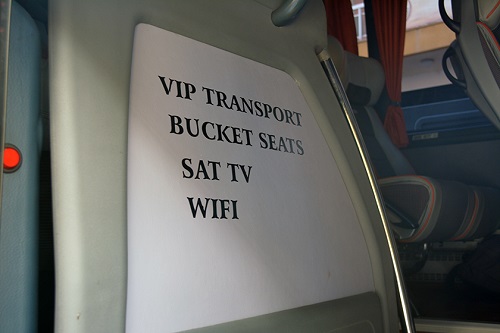 VIP TRANSPORT
BUCKET SEATS
SAT TV
WIFI